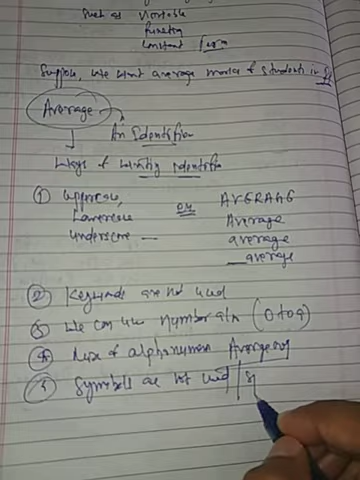 Such as Variable
function
constant
Suppose, we want average marks of students in
Average
An Identifier
Ways of writing identifier
① uppercase, or AVERAGE
Lowercase Average
underscore — average
_average
② Keywords are not used
③ We can use Number also (0 to 9)
④ Mix of alphanumeric Average
⑤ Symbols are not used /